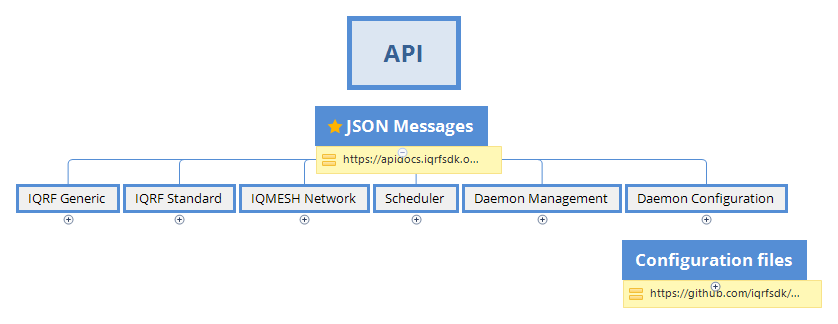 API
JSON Messages
https://apidocs.iqrfsdk.o...
IQRF Generic
IQRF Standard
IQMESH Network
Scheduler
Daemon Management
Daemon Configuration
Configuration files
https://github.com/iqrfsdk/...